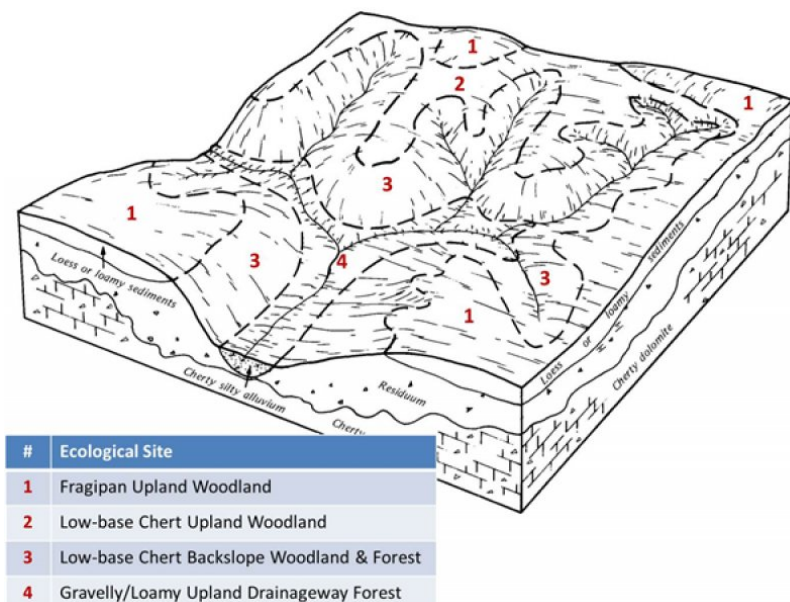 1
2
1
3
1
3
4
3
1
Loess or loamy sediments
Loess or loamy sediments
Cherty dolomite
Residuum
Cherty silty alluvium
Cherty
# Ecological Site
1 Fragipan Upland Woodland
2 Low-base Chert Upland Woodland
3 Low-base Chert Backslope Woodland & Forest
4 Gravelly/Loamy Upland Drainageway Forest